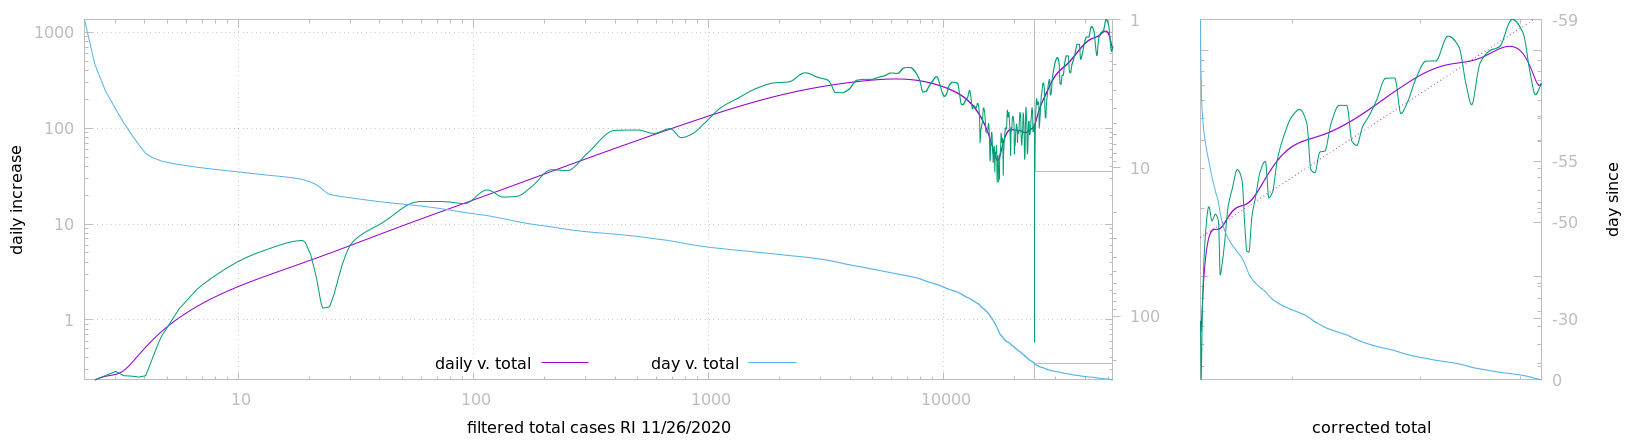 1000
100
10
1
daily increase
daily v. total
day v. total
10
100
1000
10000
filtered total cases RI 11/26/2020
1
10
100
-59
-55
-50
-30
0
day since
corrected total